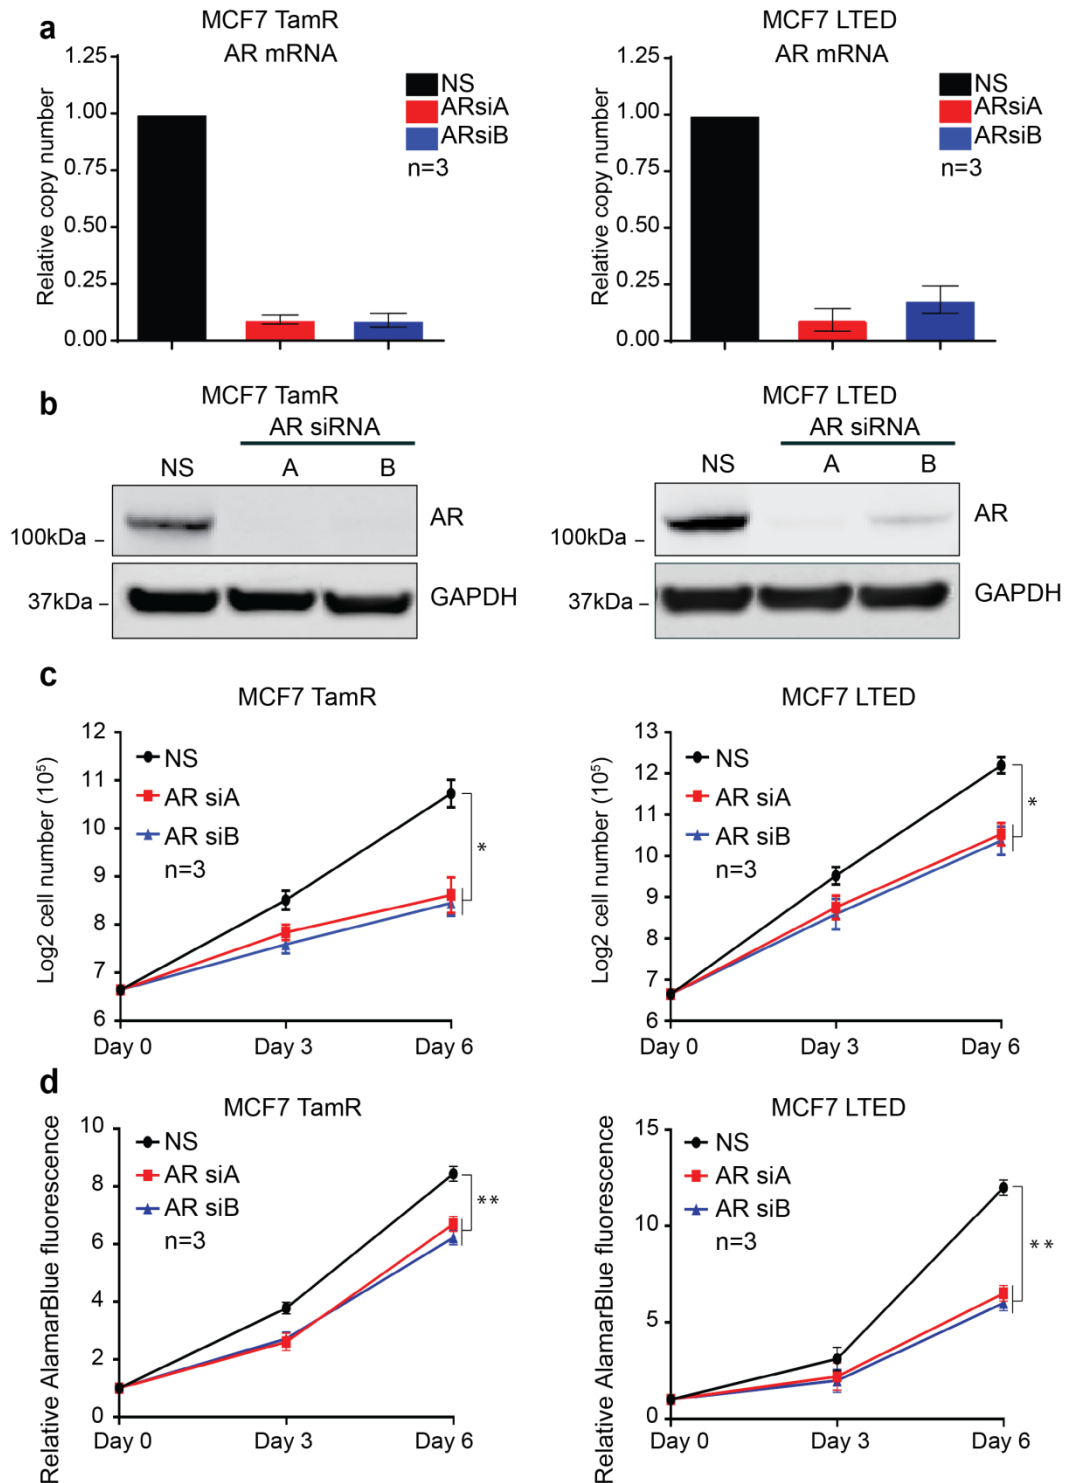 a
MCF7 TamR
AR mRNA
Relative copy number
1.25
1.00
0.75
0.50
0.25
0.00
NS
ARsiA
ARsiB
n=3
MCF7 LTED
AR mRNA
Relative copy number
1.25
1.00
0.75
0.50
0.25
0.00
NS
ARsiA
ARsiB
n=3
b
MCF7 TamR
AR siRNA
NS A B
100kDa
AR
37kDa
GAPDH
MCF7 LTED
AR siRNA
NS A B
100kDa
AR
37kDa
GAPDH
c
MCF7 TamR
Log2 cell number (10⁵)
12
11
10
9
8
7
6
NS
AR siA
AR siB
n=3
*
Day 0 Day 3 Day 6
MCF7 LTED
Log2 cell number (10⁵)
13
12
11
10
9
8
7
6
NS
AR siA
AR siB
n=3
*
Day 0 Day 3 Day 6
d
MCF7 TamR
Relative AlamarBlue fluorescence
10
8
6
4
2
0
NS
AR siA
AR siB
n=3
**
Day 0 Day 3 Day 6
MCF7 LTED
Relative AlamarBlue fluorescence
15
10
5
0
NS
AR siA
AR siB
n=3
**
Day 0 Day 3 Day 6